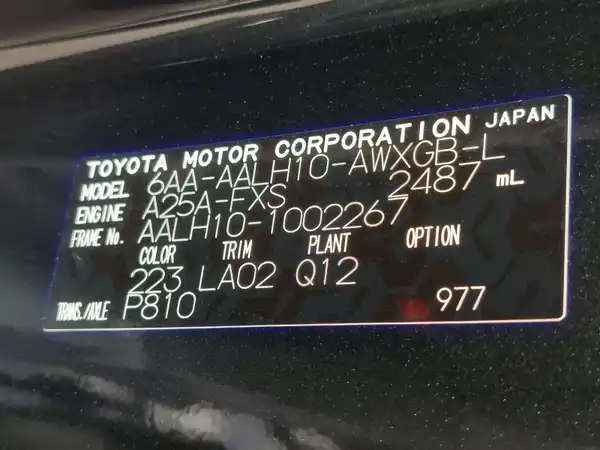 TOYOTA MOTOR CORPORATION JAPAN
MODEL 6AA-AALH10-AWXGB-L
ENGINE A25A-FXS 2487 mL
FRAME No. AALH10-1002267
COLOR TRIM PLANT OPTION
223 LA02 Q12
TRANS./AXLE P810 977